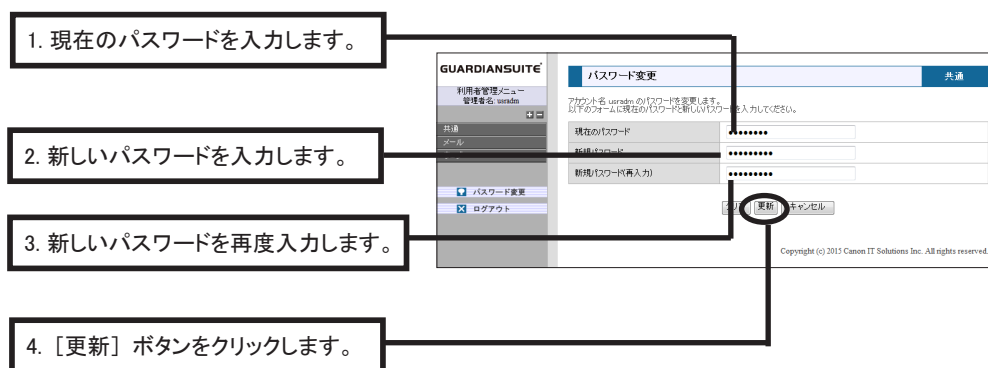 1. 現在のパスワードを入力します。
2. 新しいパスワードを入力します。
3. 新しいパスワードを再度入力します。
4. ［更新］ ボタンをクリックします。
GUARDIANSUITE
利用者管理メニュー
管理者名: usradm
共通
メール
パスワード変更
ログアウト
パスワード変更
共通
アカウント名 usradm のパスワードを変更します。
以下のフォームに現在のパスワードと新しいパスワードを入力してください。
現在のパスワード
新規パスワード
新規パスワード(再入力)
更新
キャンセル
Copyright (c) 2015 Canon IT Solutions Inc. All rights reserved.